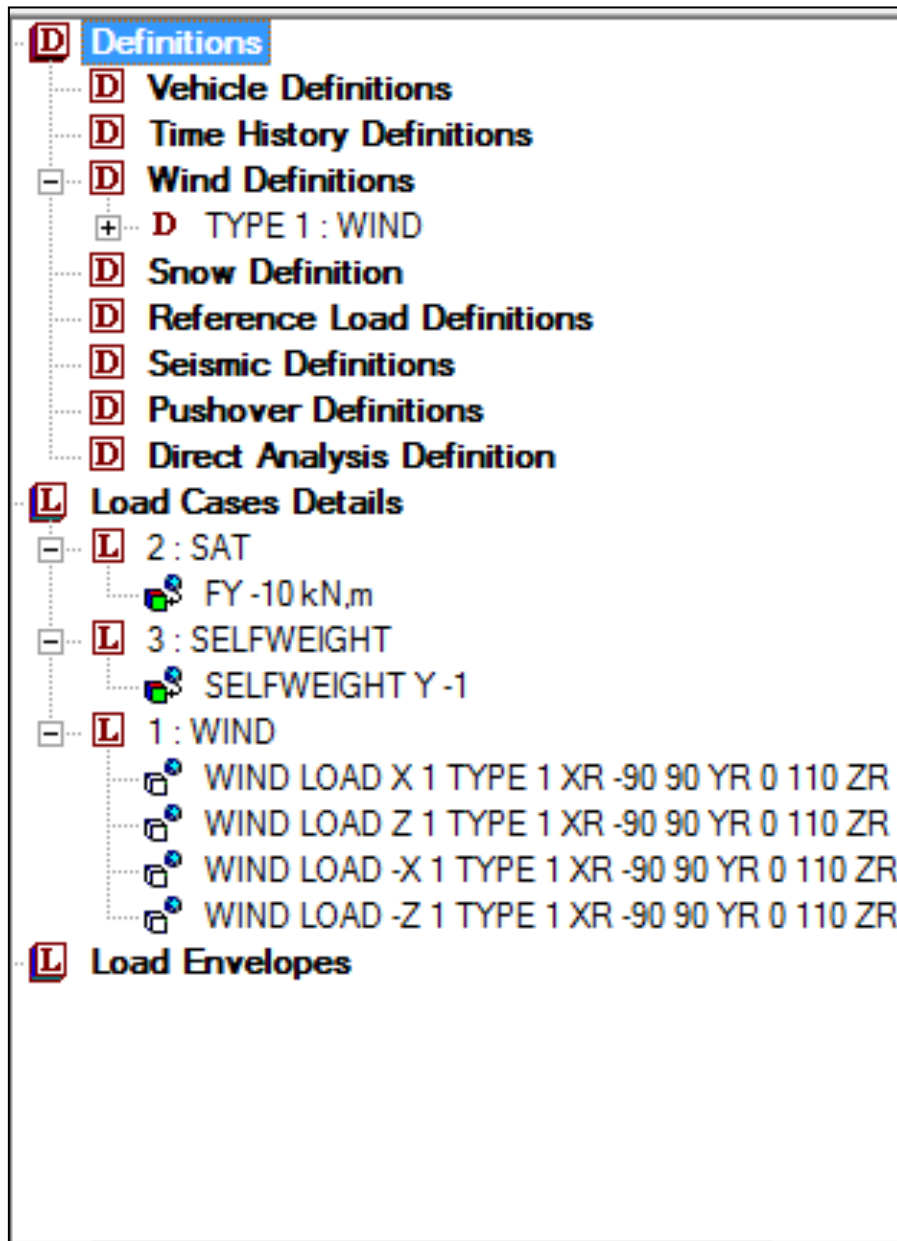 D Definitions
D Vehicle Definitions
D Time History Definitions
D Wind Definitions
D TYPE 1 : WIND
D Snow Definition
D Reference Load Definitions
D Seismic Definitions
D Pushover Definitions
D Direct Analysis Definition
L Load Cases Details
L 2 : SAT
FY -10 kN,m
L 3 : SELFWEIGHT
SELFWEIGHT Y -1
L 1 : WIND
WIND LOAD X 1 TYPE 1 XR -90 90 YR 0 110 ZR
WIND LOAD Z 1 TYPE 1 XR -90 90 YR 0 110 ZR
WIND LOAD -X 1 TYPE 1 XR -90 90 YR 0 110 ZR
WIND LOAD -Z 1 TYPE 1 XR -90 90 YR 0 110 ZR
L Load Envelopes